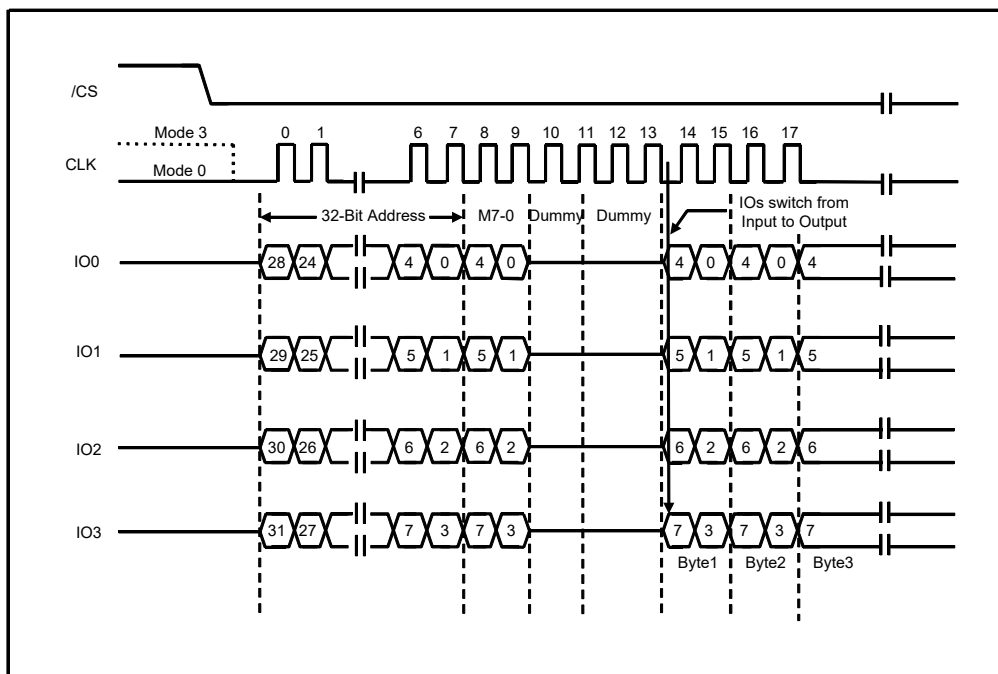 /CS
Mode 3 0 1 6 7 8 9 10 11 12 13 14 15 16 17
CLK Mode 0
32-Bit Address M7-0 Dummy Dummy IOs switch from
Input to Output
IO0 28 24 4 0 4 0 4 0 4 0 4
IO1 29 25 5 1 5 1 5 1 5 1 5
IO2 30 26 6 2 6 2 6 2 6 2 6
IO3 31 27 7 3 7 3 7 3 7 3 7
Byte1 Byte2 Byte3